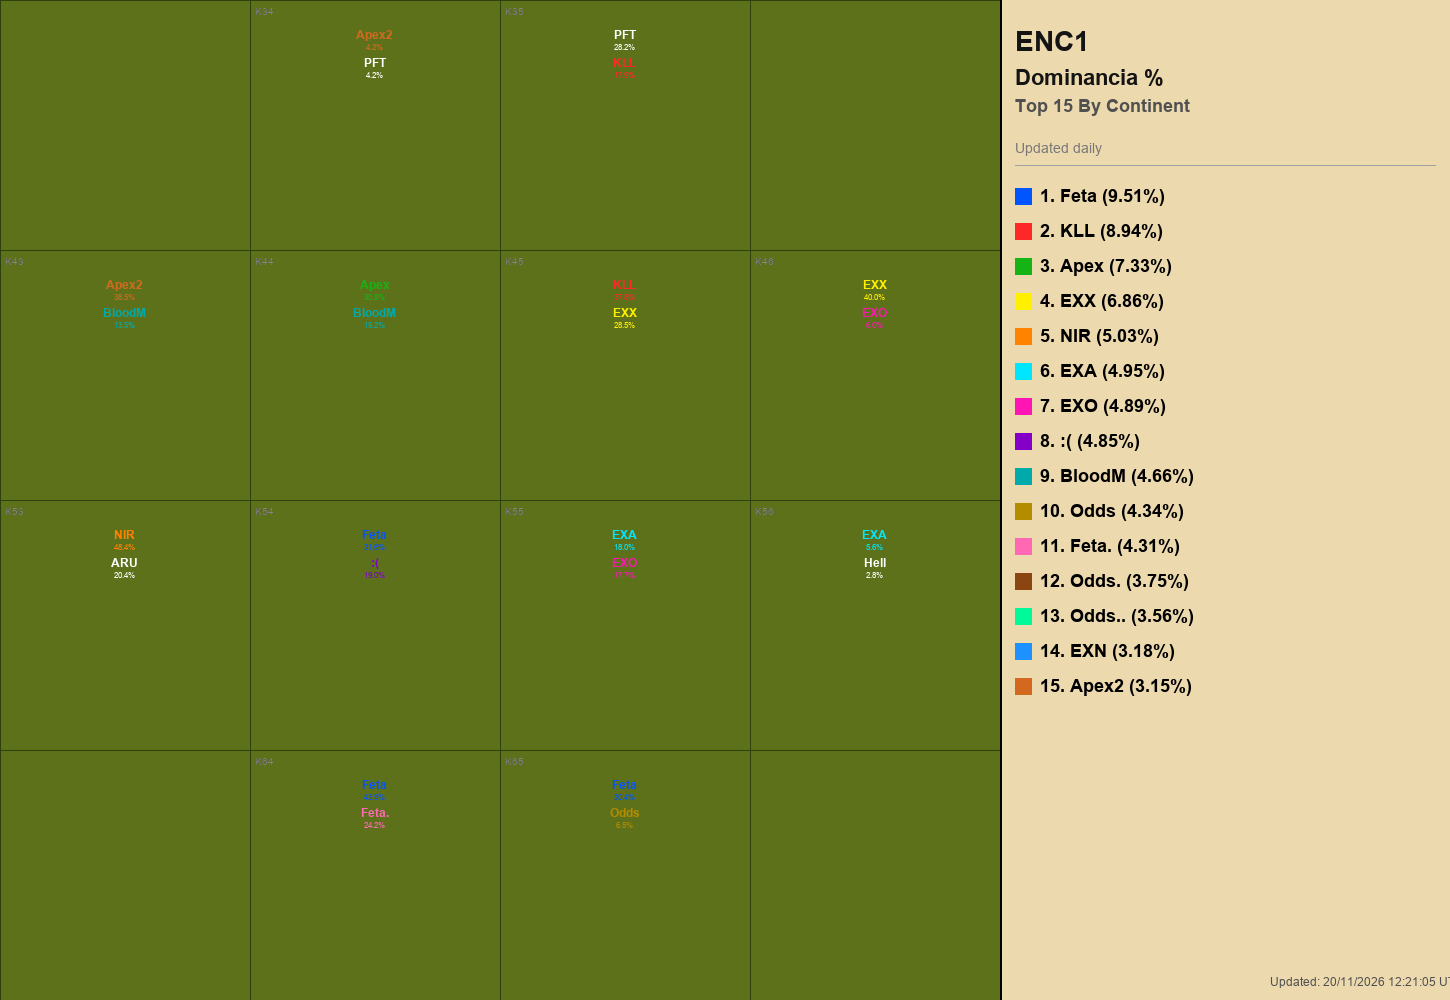 K34
Apex2
4.2%
PFT
4.2%
K35
PFT
28.2%
KLL
K43
Apex2
38.5%
BloodM
13.5%
K44
Apex
BloodM
19.2%
K45
KLL
EXX
28.5%
K46
EXX
40.0%
EXO
K53
NIR
48.4%
ARU
20.4%
K54
Feta
:(
19.0%
K55
EXA
18.0%
EXO
K56
EXA
5.6%
Hell
2.8%
K64
Feta
Feta.
24.2%
K65
Feta
Odds
6.5%
ENC1
Dominancia %
Top 15 By Continent
Updated daily
1. Feta (9.51%)
2. KLL (8.94%)
3. Apex (7.33%)
4. EXX (6.86%)
5. NIR (5.03%)
6. EXA (4.95%)
7. EXO (4.89%)
8. :( (4.85%)
9. BloodM (4.66%)
10. Odds (4.34%)
11. Feta. (4.31%)
12. Odds. (3.75%)
13. Odds.. (3.56%)
14. EXN (3.18%)
15. Apex2 (3.15%)
Updated: 20/11/2026 12:21:05 U